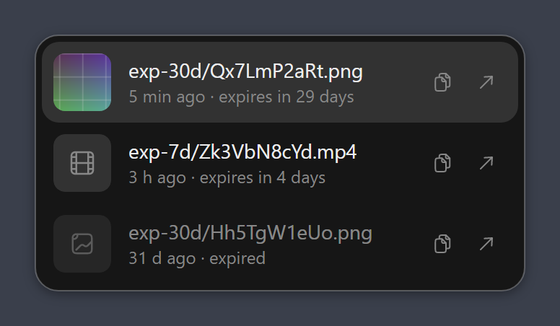 exp-30d/Qx7LmP2aRt.png
5 min ago · expires in 29 days
exp-7d/Zk3VbN8cYd.mp4
3 h ago · expires in 4 days
exp-30d/Hh5TgW1eUo.png
31 d ago · expired